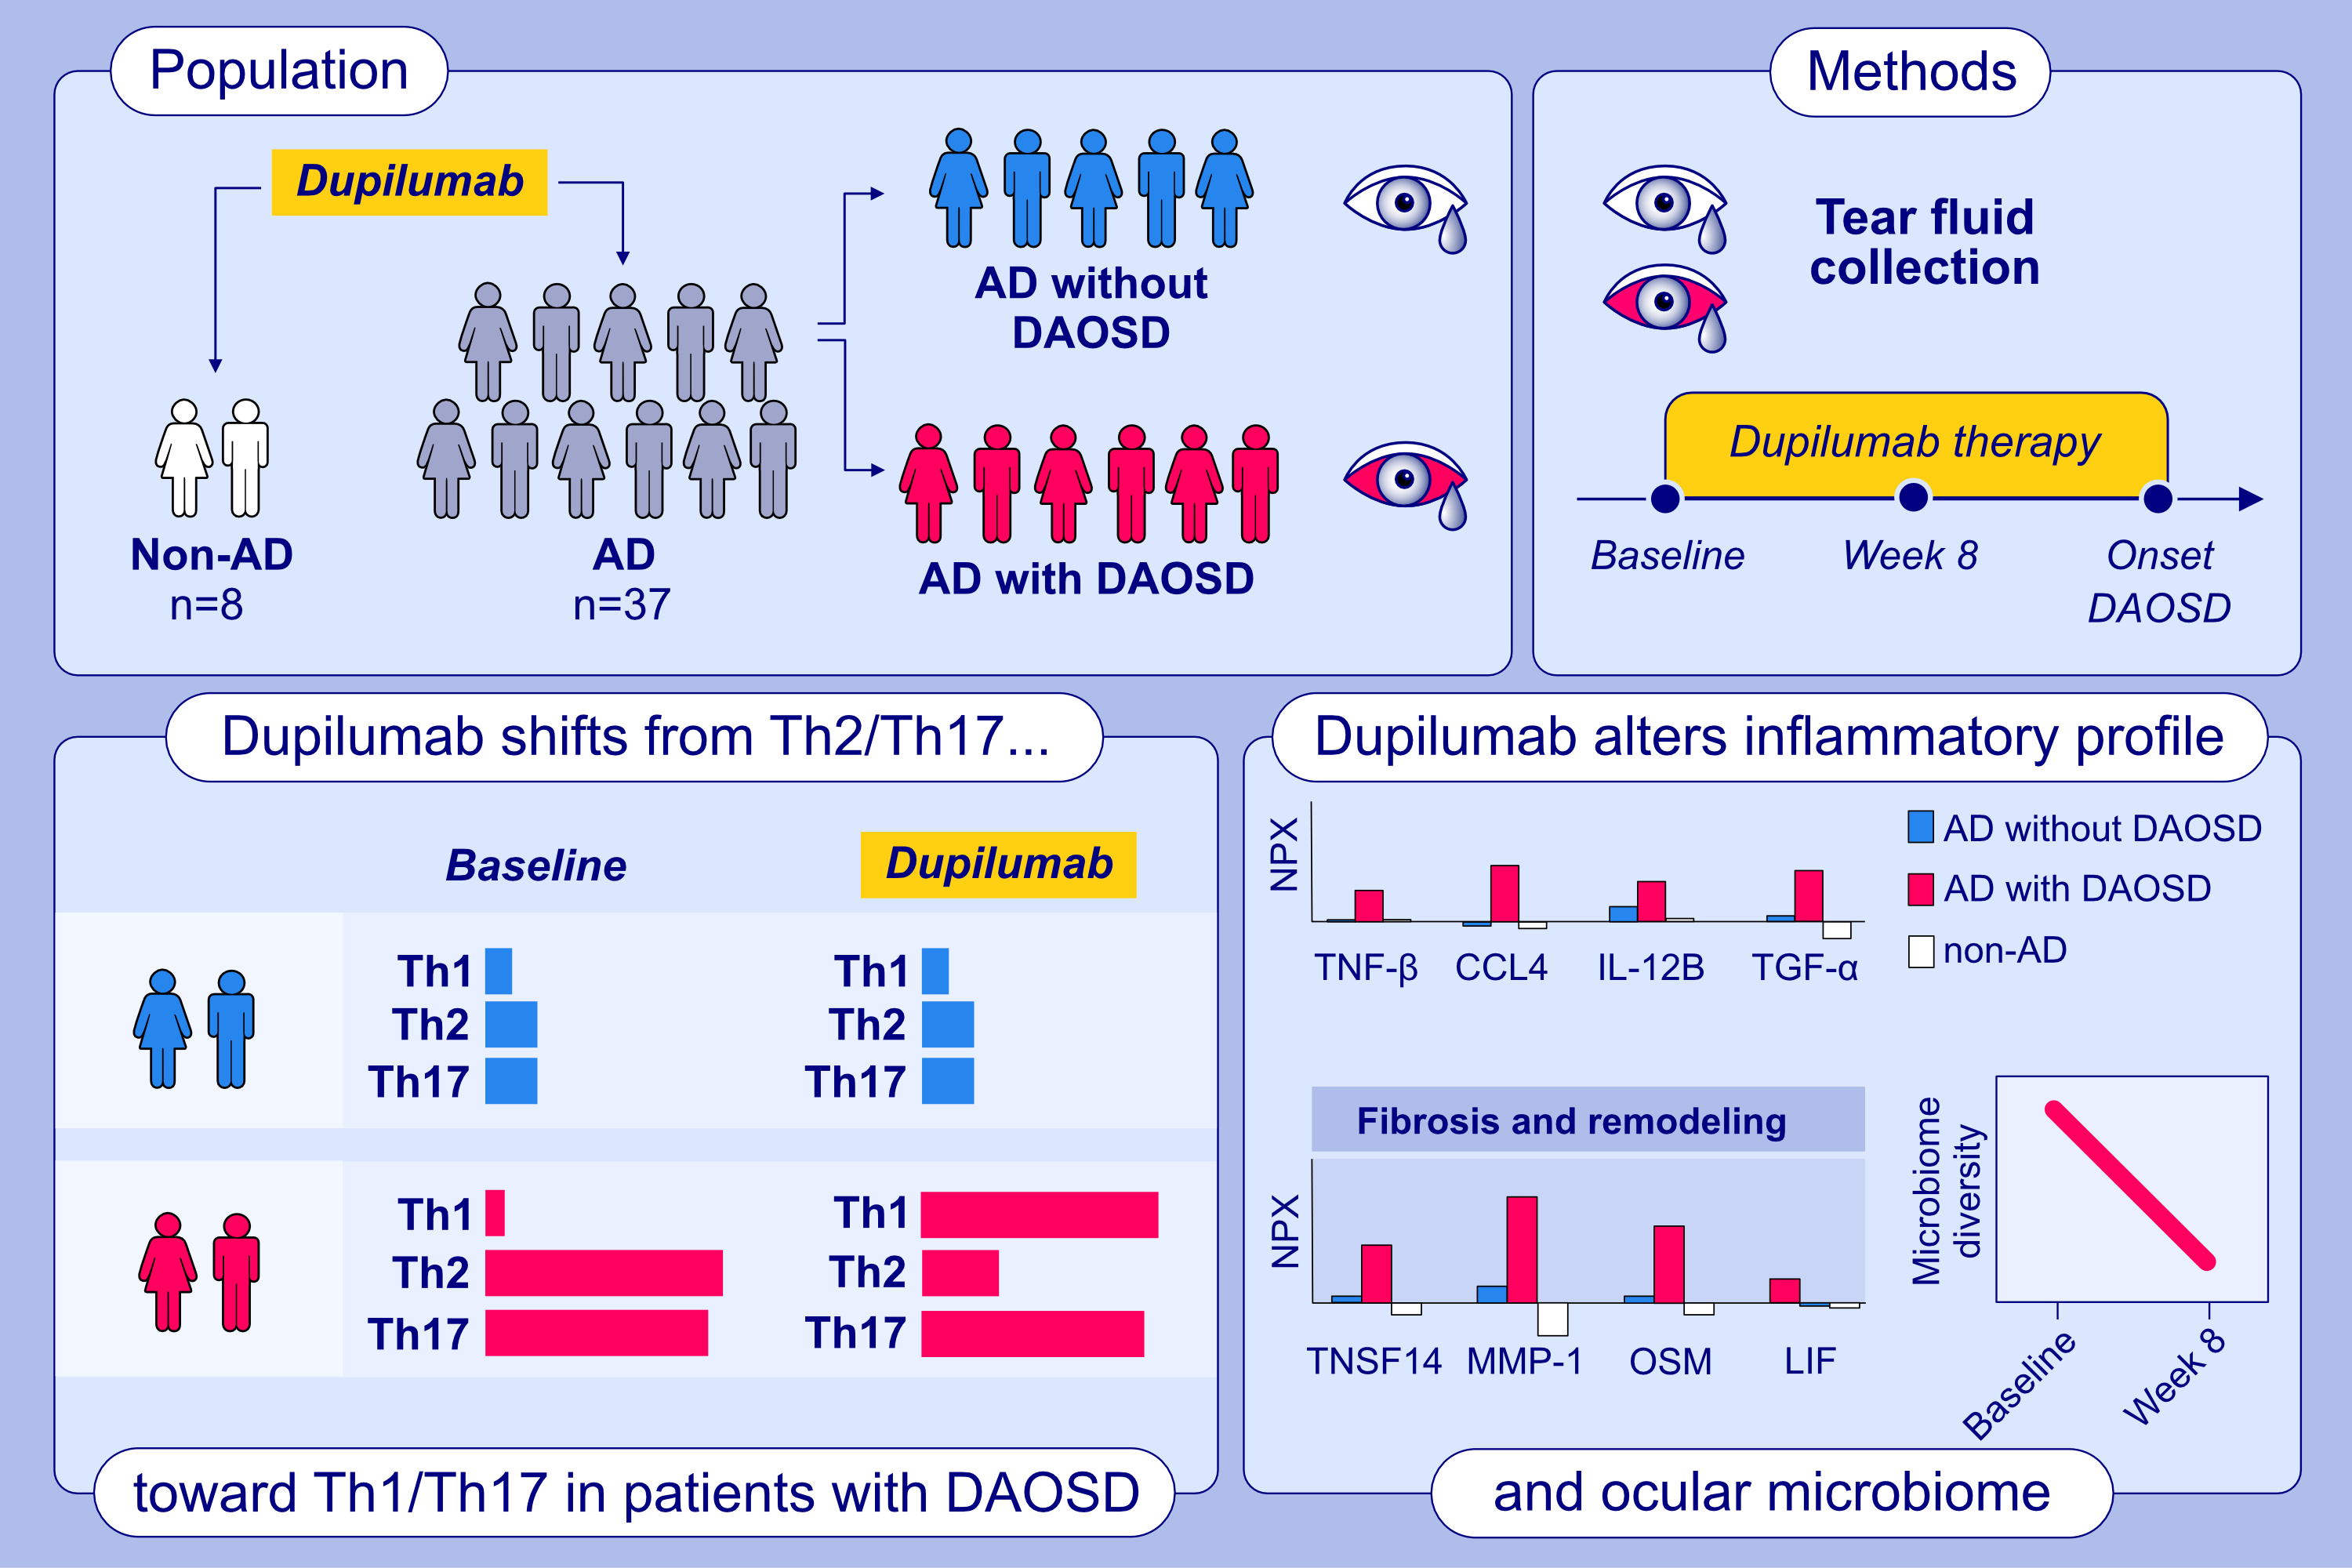 Population
Dupilumab
Non-AD
n=8
AD
n=37
AD without
DAOSD
AD with DAOSD
Methods
Tear fluid
collection
Dupilumab therapy
Baseline
Week 8
Onset
DAOSD
Dupilumab shifts from Th2/Th17...
Baseline
Dupilumab
Th1
Th2
Th17
Th1
Th2
Th17
Th1
Th2
Th17
Th1
Th2
Th17
toward Th1/Th17 in patients with DAOSD
Dupilumab alters inflammatory profile
NPX
TNF-β
CCL4
IL-12B
TGF-α
AD without DAOSD
AD with DAOSD
non-AD
Fibrosis and remodeling
NPX
TNSF14
MMP-1
OSM
LIF
Microbiome
diversity
Baseline
Week 8
and ocular microbiome